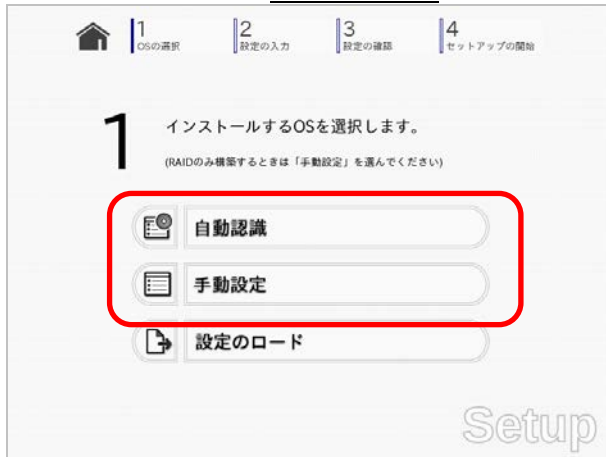 1
OSの選択
2
設定の入力
3
設定の確認
4
セットアップの開始
1
インストールするOSを選択します。
(RAIDのみ構築するときは「手動設定」を選んでください)
自動認識
手動設定
設定のロード
Setup